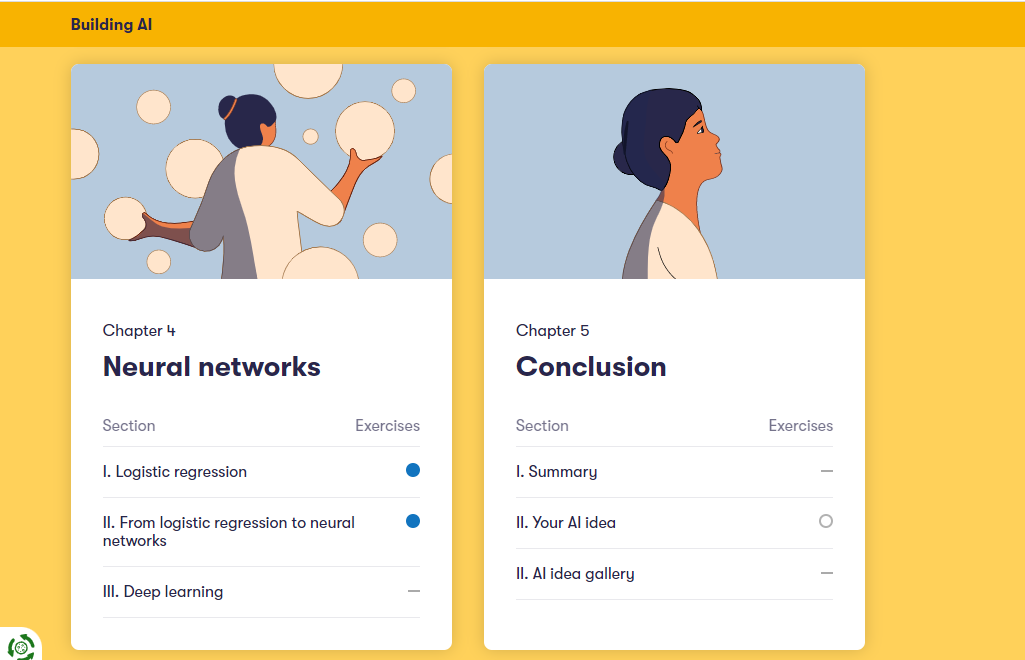 Building AI
Chapter 4
Neural networks
Section Exercises
I. Logistic regression
II. From logistic regression to neural
networks
III. Deep learning
Chapter 5
Conclusion
Section Exercises
I. Summary
II. Your AI idea
II. AI idea gallery